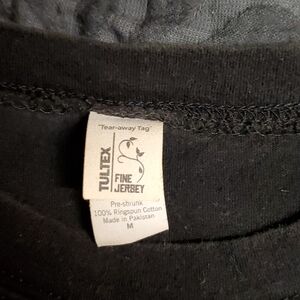 "Tear-away Tag"
TULTEX
FINE
JERSEY
Pre-shrunk
100% Ringspun Cotton
Made in Pakistan
M